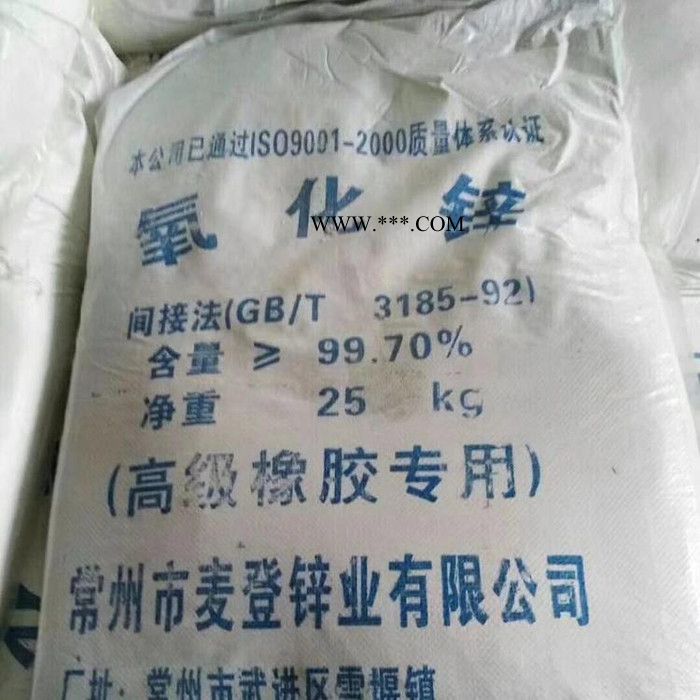 本公司已通过ISO9001-2000质量体系认证
氧化锌
WWW.***.COM
间接法(GB/T 3185-92)
含量 ≥ 99.70%
净重 25 kg
(高级橡胶专用)
常州市麦登锌业有限公司
厂址：常州市武进区雪堰镇